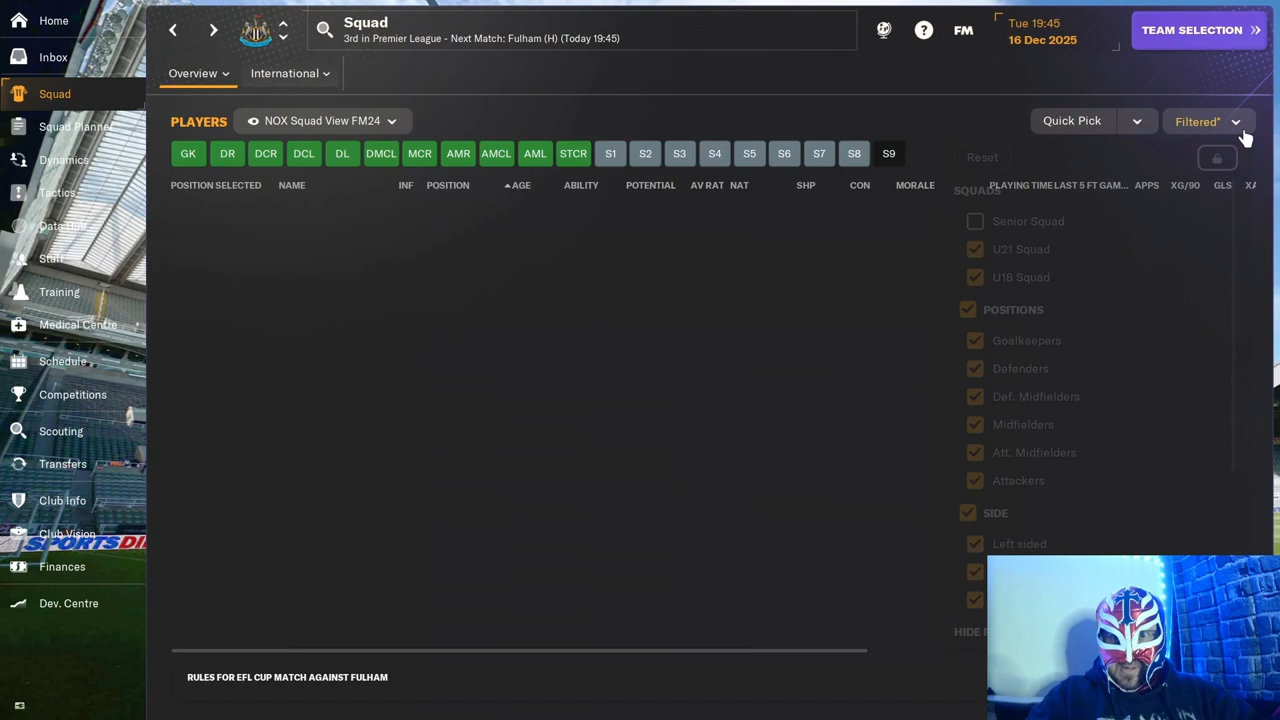 Home
Inbox
Squad
Squad Planner
Dynamics
Tactics
Data Hub
Staff
Training
Medical Centre
Schedule
Competitions
Scouting
Transfers
Club Info
Club Vision
Finances
Dev. Centre
Squad
3rd in Premier League - Next Match: Fulham (H) (Today 19:45)
FM
Tue 19:45
16 Dec 2025
TEAM SELECTION
Overview
International
PLAYERS
NOX Squad View FM24
Quick Pick
Filtered*
GK DR DCR DCL DL DMCL MCR AMR AMCL AML STCR S1 S2 S3 S4 S5 S6 S7 S8 S9
Reset
POSITION SELECTED NAME INF POSITION AGE ABILITY POTENTIAL AV RAT NAT SHP CON MORALE PLAYING TIME LAST 5 FT GAM... APPS XG/90 GLS XA
SQUADS
Senior Squad
U21 Squad
U18 Squad
POSITIONS
Goalkeepers
Defenders
Def. Midfielders
Midfielders
Att. Midfielders
Attackers
SIDE
Left sided
HIDE
RULES FOR EFL CUP MATCH AGAINST FULHAM
SPORTSDI